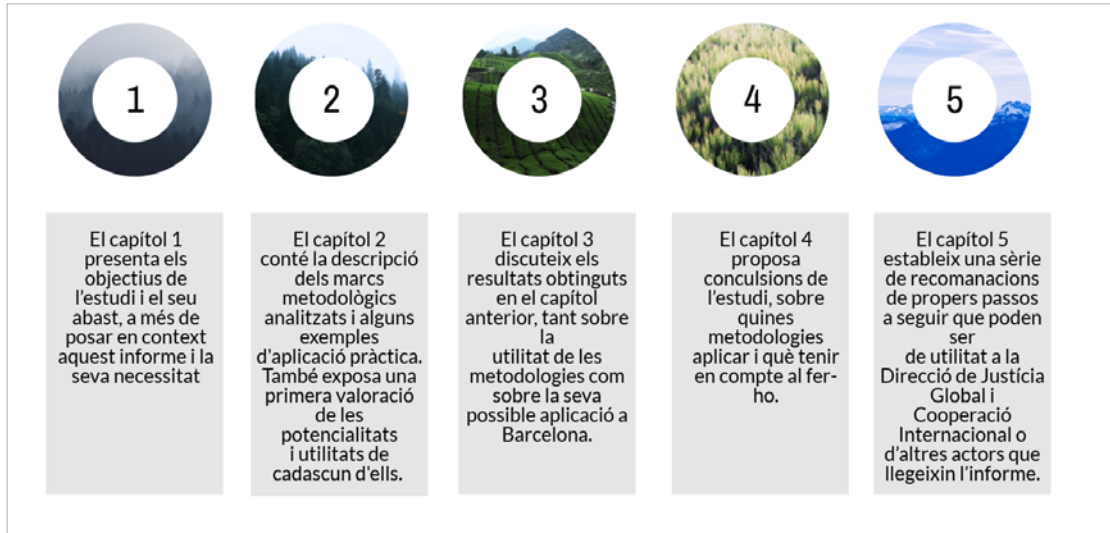 1
2
3
4
5
El capítol 1
presenta els
objectius de
l'estudi i el seu
abast, a més de
posar en context
aquest informe i la
seva necessitat
El capítol 2
conté la descripció
dels marcs
metodològics
analitzats i alguns
exemples
d'aplicació pràctica.
També exposa una
primera valoració
de les
potencialitats
i utilitats de
cadascun d'ells.
El capítol 3
discuteix els
resultats obtinguts
en el capítol
anterior, tant sobre
la
utilitat de les
metodologies com
sobre la seva
possible aplicació a
Barcelona.
El capítol 4
proposa
conculsions de
l'estudi, sobre
quines
metodologies
aplicar i què tenir
en compte al fer-
ho.
El capítol 5
estableix una sèrie
de recomanacions
de propers passos
a seguir que poden
ser
de utilitat a la
Direcció de Justícia
Global i
Cooperació
Internacional o
d'altres actors que
llegeixin l'informe.